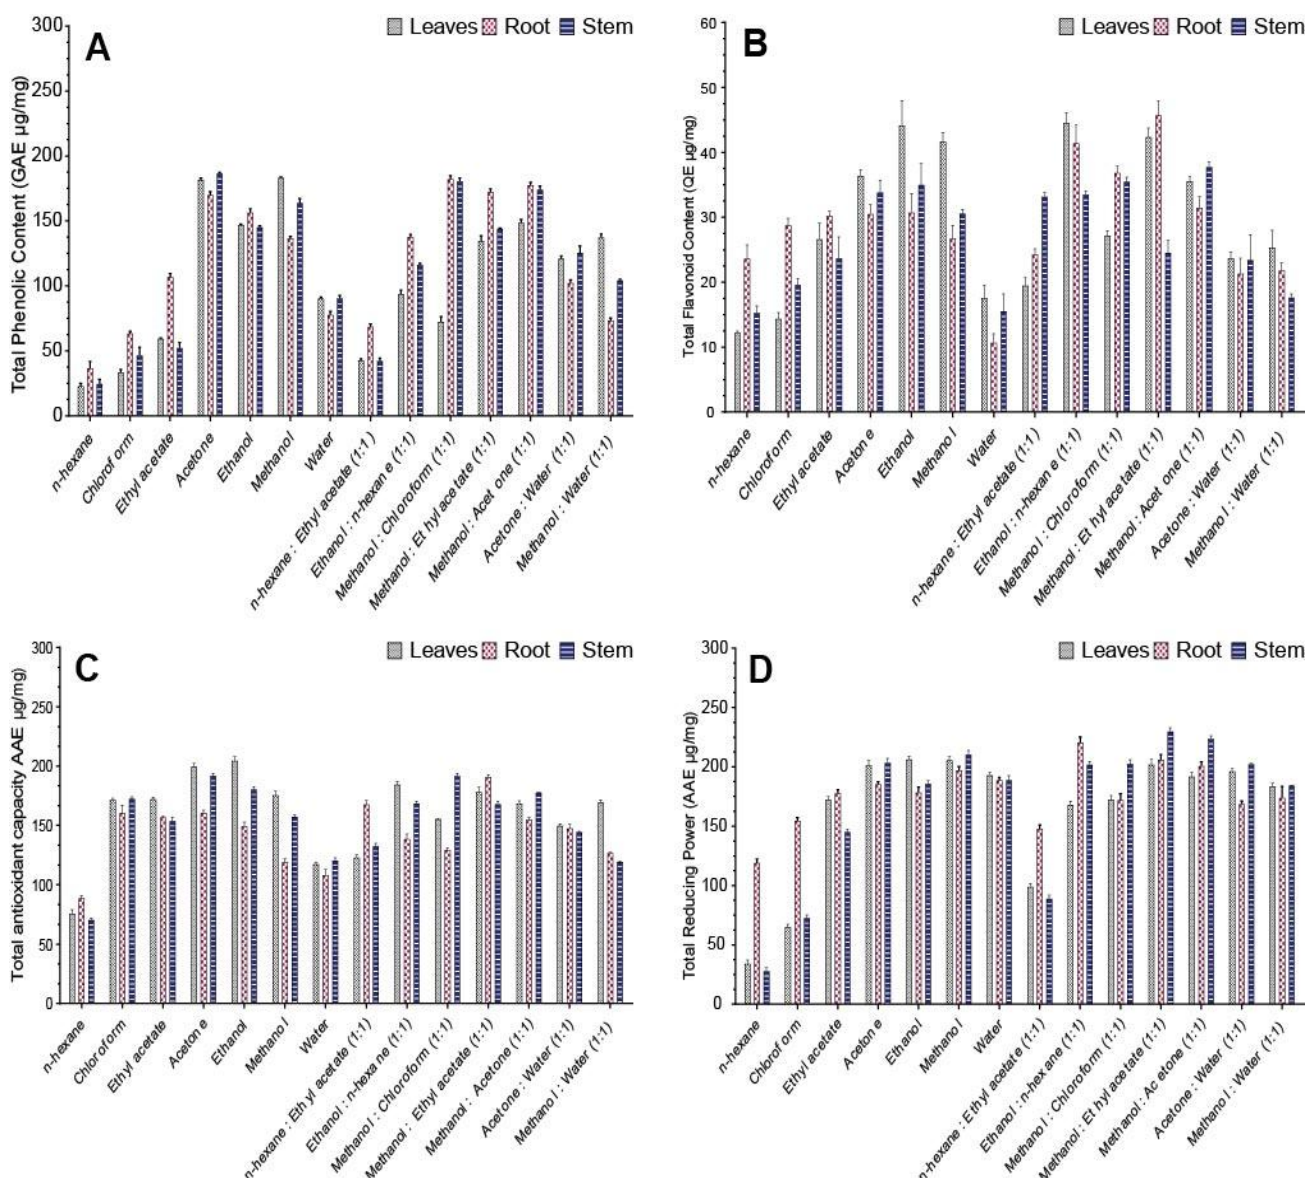 A
Leaves Root Stem
Total Phenolic Content (GAE µg/mg)
300
250
200
150
100
50
0
n-hexane
Chloroform
Ethyl acetate
Acetone
Ethanol
Methanol
Water
n-hexane : Ethyl acetate (1:1)
Ethanol : n-hexane (1:1)
Methanol : Chloroform (1:1)
Methanol : Ethyl acetate (1:1)
Methanol : Acetone (1:1)
Acetone : Water (1:1)
Methanol : Water (1:1)
B
Leaves Root Stem
Total Flavonoid Content (QE µg/mg)
60
50
40
30
20
10
0
n-hexane
Chloroform
Ethyl acetate
Acetone
Ethanol
Methanol
Water
n-hexane : Ethyl acetate (1:1)
Ethanol : n-hexane (1:1)
Methanol : Chloroform (1:1)
Methanol : Ethyl acetate (1:1)
Methanol : Acetone (1:1)
Acetone : Water (1:1)
Methanol : Water (1:1)
C
Leaves Root Stem
Total antioxidant capacity AAE µg/mg)
300
250
200
150
100
50
0
n-hexane
Chloroform
Ethyl acetate
Acetone
Ethanol
Methanol
Water
n-hexane : Ethyl acetate (1:1)
Ethanol : n-hexane (1:1)
Methanol : Chloroform (1:1)
Methanol : Ethyl acetate (1:1)
Methanol : Acetone (1:1)
Acetone : Water (1:1)
Methanol : Water (1:1)
D
Leaves Root Stem
Total Reducing Power (AAE µg/mg)
300
250
200
150
100
50
0
n-hexane
Chloroform
Ethyl acetate
Acetone
Ethanol
Methanol
Water
n-hexane : Ethyl acetate (1:1)
Ethanol : n-hexane (1:1)
Methanol : Chloroform (1:1)
Methanol : Ethyl acetate (1:1)
Methanol : Acetone (1:1)
Acetone : Water (1:1)
Methanol : Water (1:1)